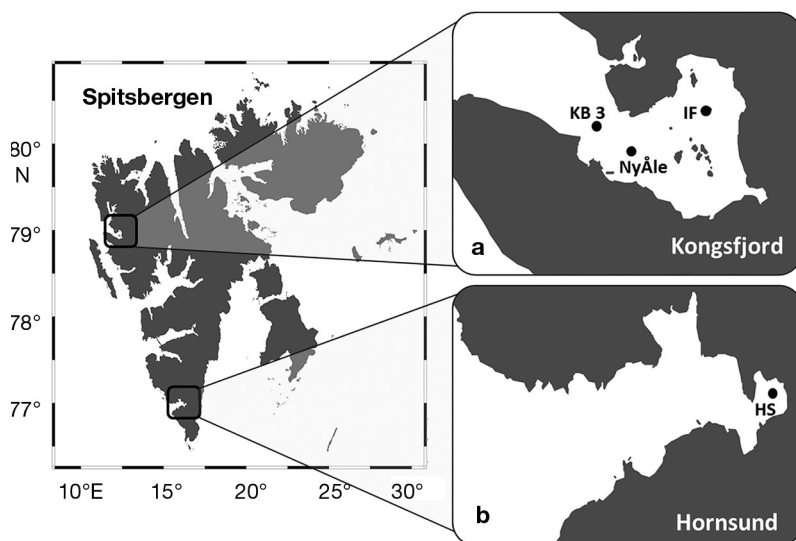 Spitsbergen
80°
N
79°
78°
77°
10°E
15°
20°
25°
30°
KB 3
IF
NyÅle
a
Kongsfjord
HS
b
Hornsund